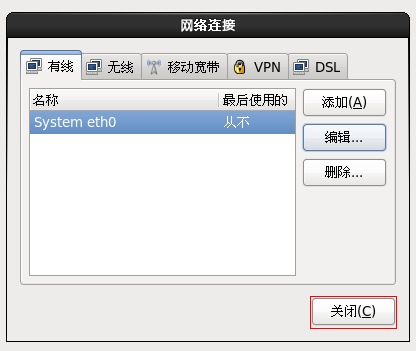 网络连接
有线 无线 移动宽带 VPN DSL
名称 最后使用的 添加(A)
System eth0 从不
编辑...
删除...
关闭(C)